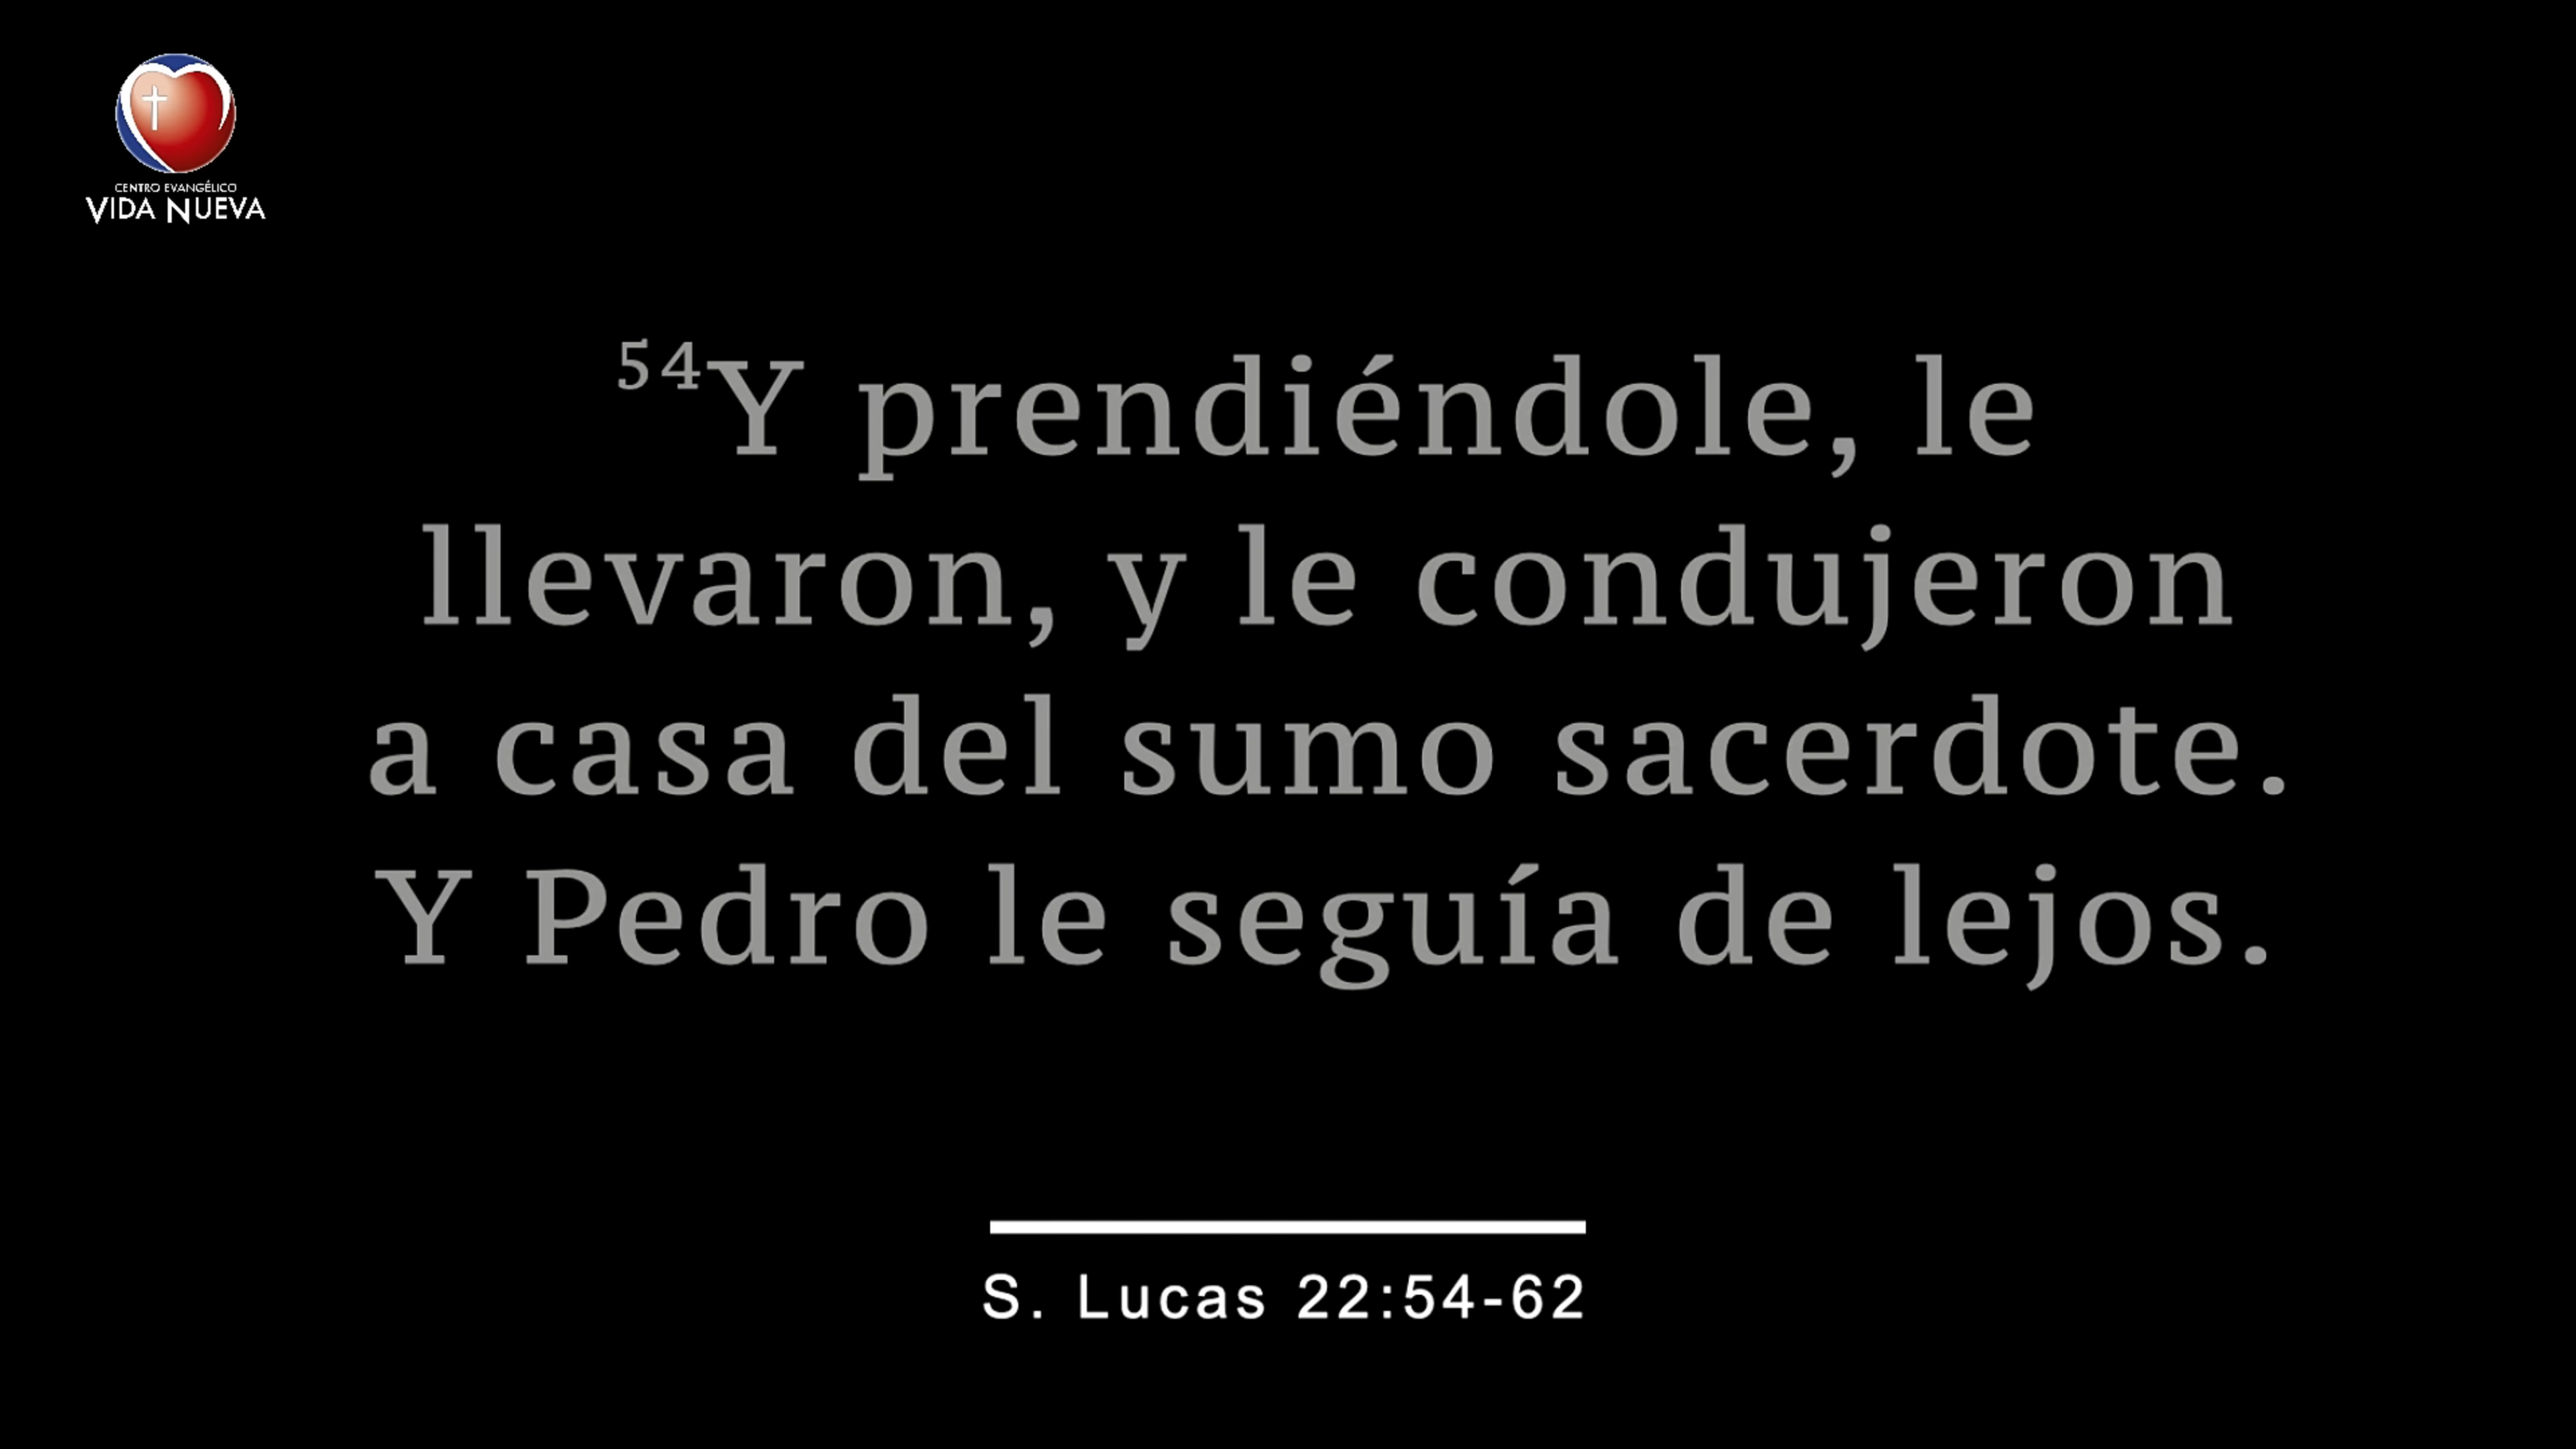 CENTRO EVANGÉLICO
VIDA NUEVA
⁵⁴Y prendiéndole, le
llevaron, y le condujeron
a casa del sumo sacerdote.
Y Pedro le seguía de lejos.
S. Lucas 22:54-62